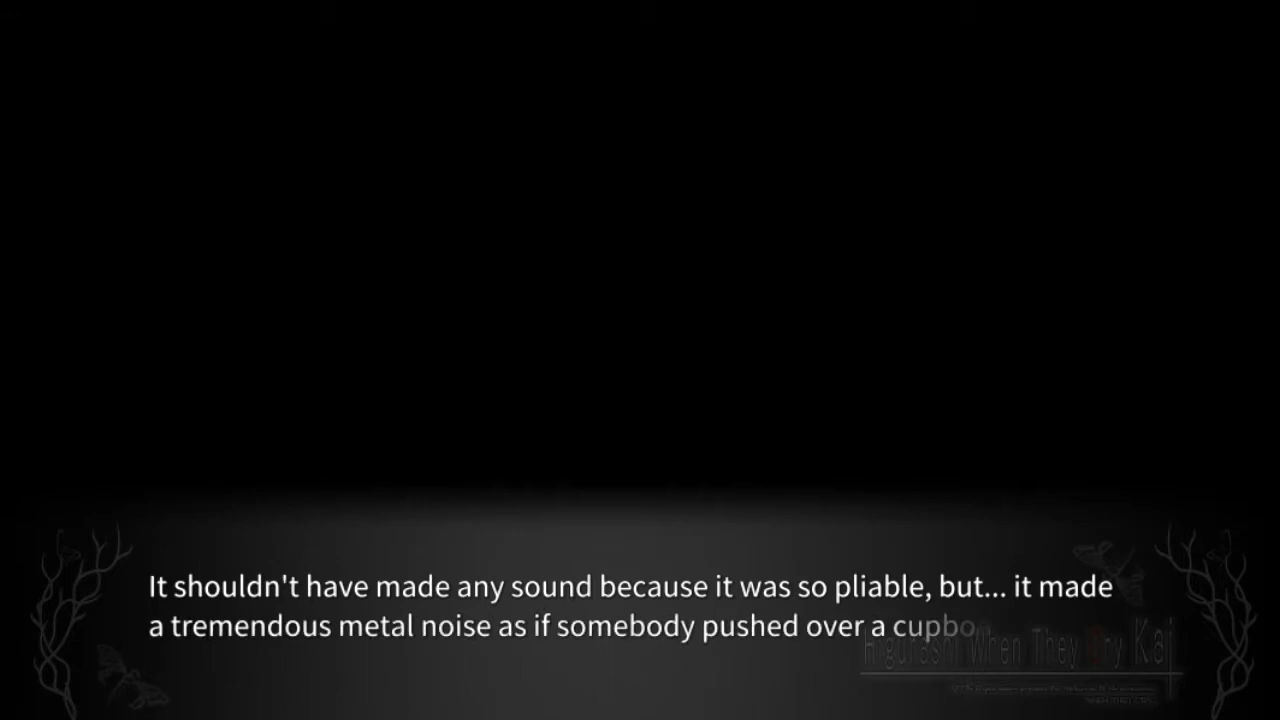 It shouldn't have made any sound because it was so pliable, but... it made
a tremendous metal noise as if somebody pushed over a cupbo
Higurashi When They Cry Kai